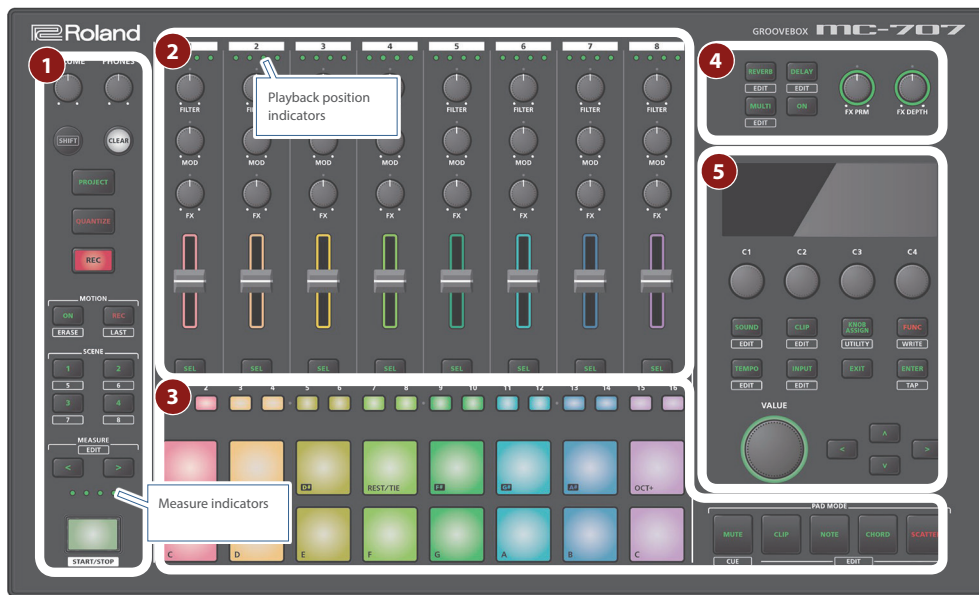 Roland
GROOVEBOX MC-707
1
2
3
4
5
PHONES
2 3 4 5 6 7 8
Playback position
indicators
FILTER FILTER FILTER FILTER FILTER FILTER FILTER
MOD MOD MOD MOD MOD MOD MOD MOD
FX FX FX FX FX FX FX FX
SEL SEL SEL SEL SEL SEL SEL SEL
SHIFT CLEAR
PROJECT
QUANTIZE
REC
MOTION
ON REC
ERASE LAST
SCENE
1 2
5 6
3 4
7 8
MEASURE
EDIT
< >
Measure indicators
START/STOP
2 3 4 5 6 7 8 9 10 11 12 13 14 15 16
D# REST/TIE F# G# A# OCT+
C D E F G A B C
REVERB DELAY
EDIT EDIT
MULTI ON
EDIT
FX PRM FX DEPTH
C1 C2 C3 C4
SOUND CLIP KNOB ASSIGN FUNC
EDIT EDIT UTILITY WRITE
TEMPO INPUT EXIT ENTER
EDIT EDIT TAP
VALUE
< ∧ ∨ >
PAD MODE
MUTE CLIP NOTE CHORD
CUE EDIT